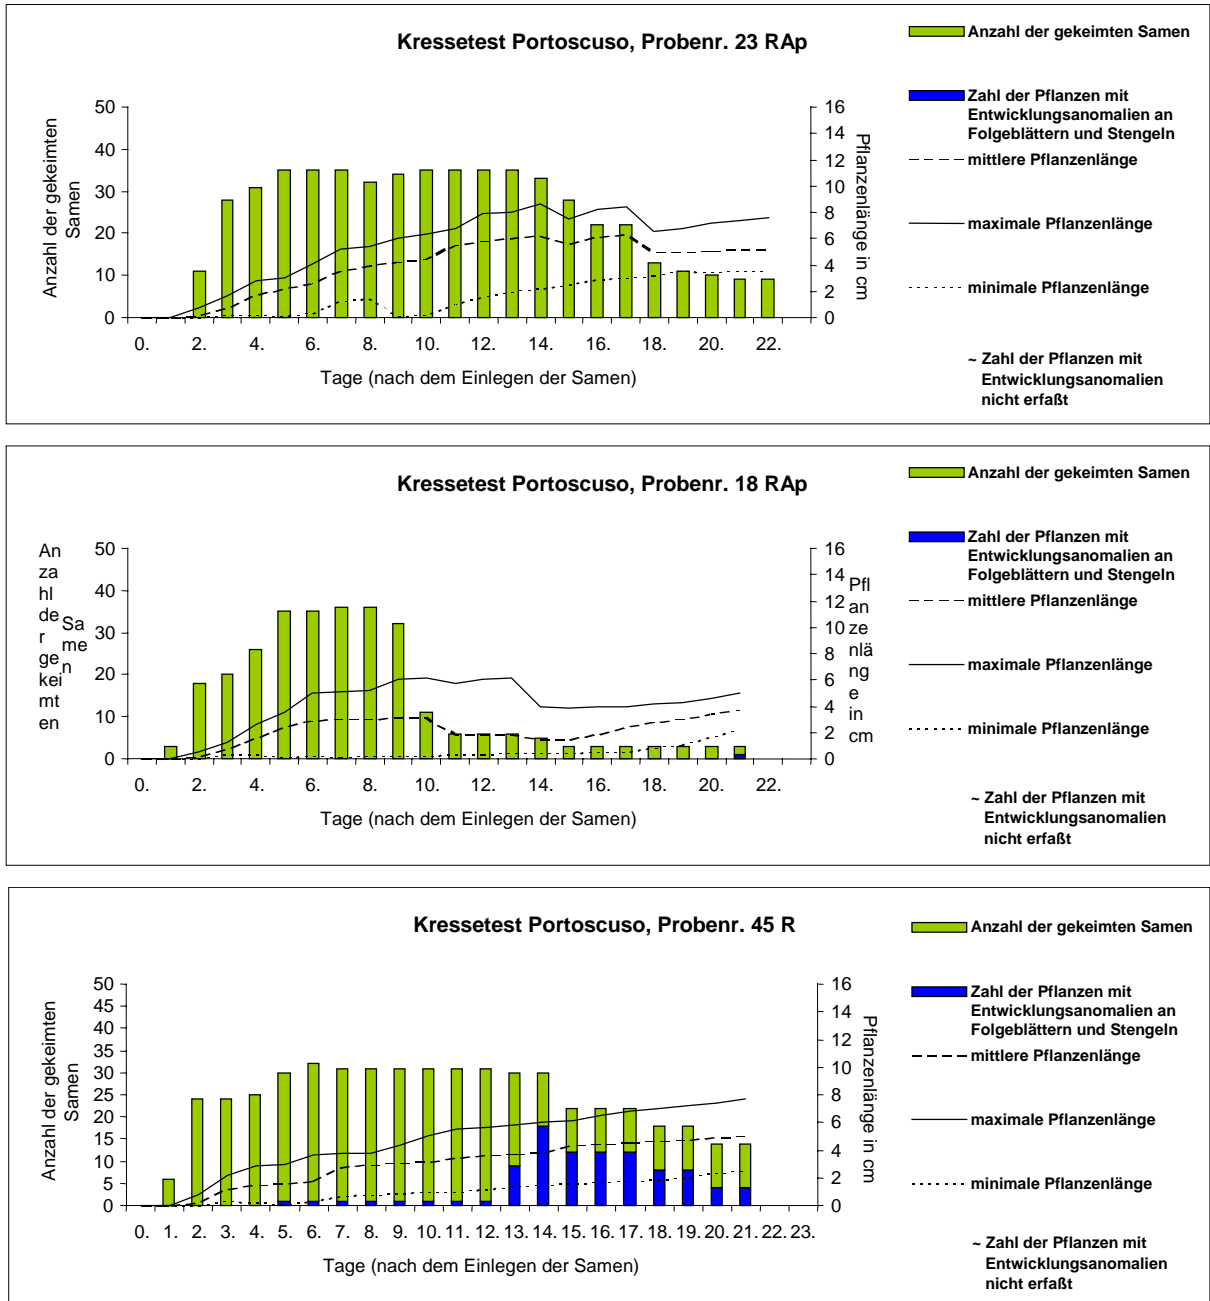 Kressetest Portoscuso, Probenr. 23 RAp
Anzahl der gekeimten
Samen
50
40
30
20
10
0
16
14
12
10
8
6
4
2
0
Pflanzenlänge in cm
0. 2. 4. 6. 8. 10. 12. 14. 16. 18. 20. 22.
Tage (nach dem Einlegen der Samen)
Anzahl der gekeimten Samen
Zahl der Pflanzen mit
Entwicklungsanomalien an
Folgeblättern und Stengeln
mittlere Pflanzenlänge
maximale Pflanzenlänge
minimale Pflanzenlänge
~ Zahl der Pflanzen mit
Entwicklungsanomalien
nicht erfaßt
Kressetest Portoscuso, Probenr. 18 RAp
An
za
hl
de
r
ge
kei
mt
en
Sa
me
n
50
40
30
20
10
0
16
14
12
10
8
6
4
2
0
Pfl
an
ze
nlä
ng
e in
cm
0. 2. 4. 6. 8. 10. 12. 14. 16. 18. 20. 22.
Tage (nach dem Einlegen der Samen)
Anzahl der gekeimten Samen
Zahl der Pflanzen mit
Entwicklungsanomalien an
Folgeblättern und Stengeln
mittlere Pflanzenlänge
maximale Pflanzenlänge
minimale Pflanzenlänge
~ Zahl der Pflanzen mit
Entwicklungsanomalien
nicht erfaßt
Kressetest Portoscuso, Probenr. 45 R
Anzahl der gekeimten
Samen
50
45
40
35
30
25
20
15
10
5
0
16
14
12
10
8
6
4
2
0
Pflanzenlänge in cm
0. 1. 2. 3. 4. 5. 6. 7. 8. 9. 10. 11. 12. 13. 14. 15. 16. 17. 18. 19. 20. 21. 22. 23.
Tage (nach dem Einlegen der Samen)
Anzahl der gekeimten Samen
Zahl der Pflanzen mit
Entwicklungsanomalien an
Folgeblättern und Stengeln
mittlere Pflanzenlänge
maximale Pflanzenlänge
minimale Pflanzenlänge
~ Zahl der Pflanzen mit
Entwicklungsanomalien
nicht erfaßt